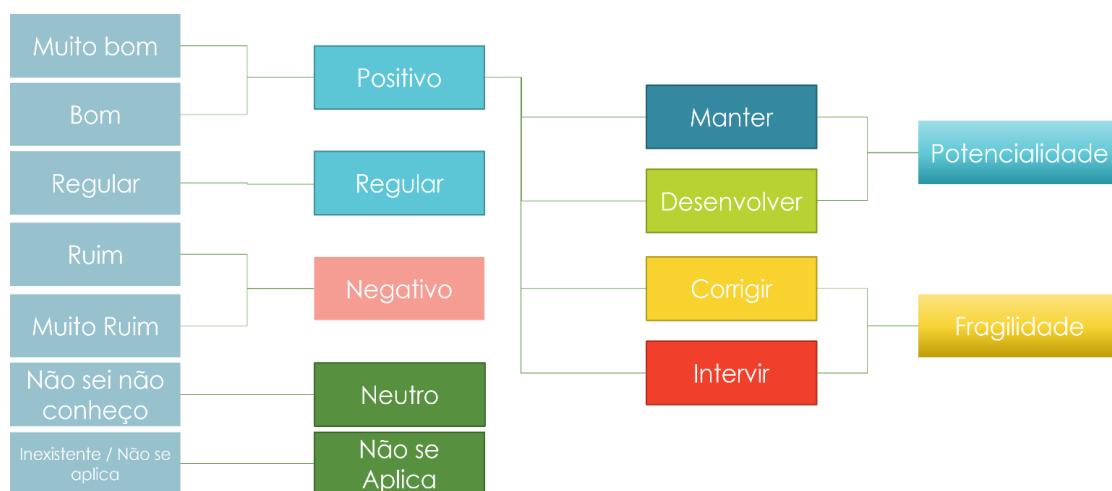 Muito bom
Bom
Regular
Ruim
Muito Ruim
Não sei não
conheço
Inexistente / Não se
aplica
Positivo
Regular
Negativo
Neutro
Não se
Aplica
Manter
Desenvolver
Corrigir
Intervir
Potencialidade
Fragilidade